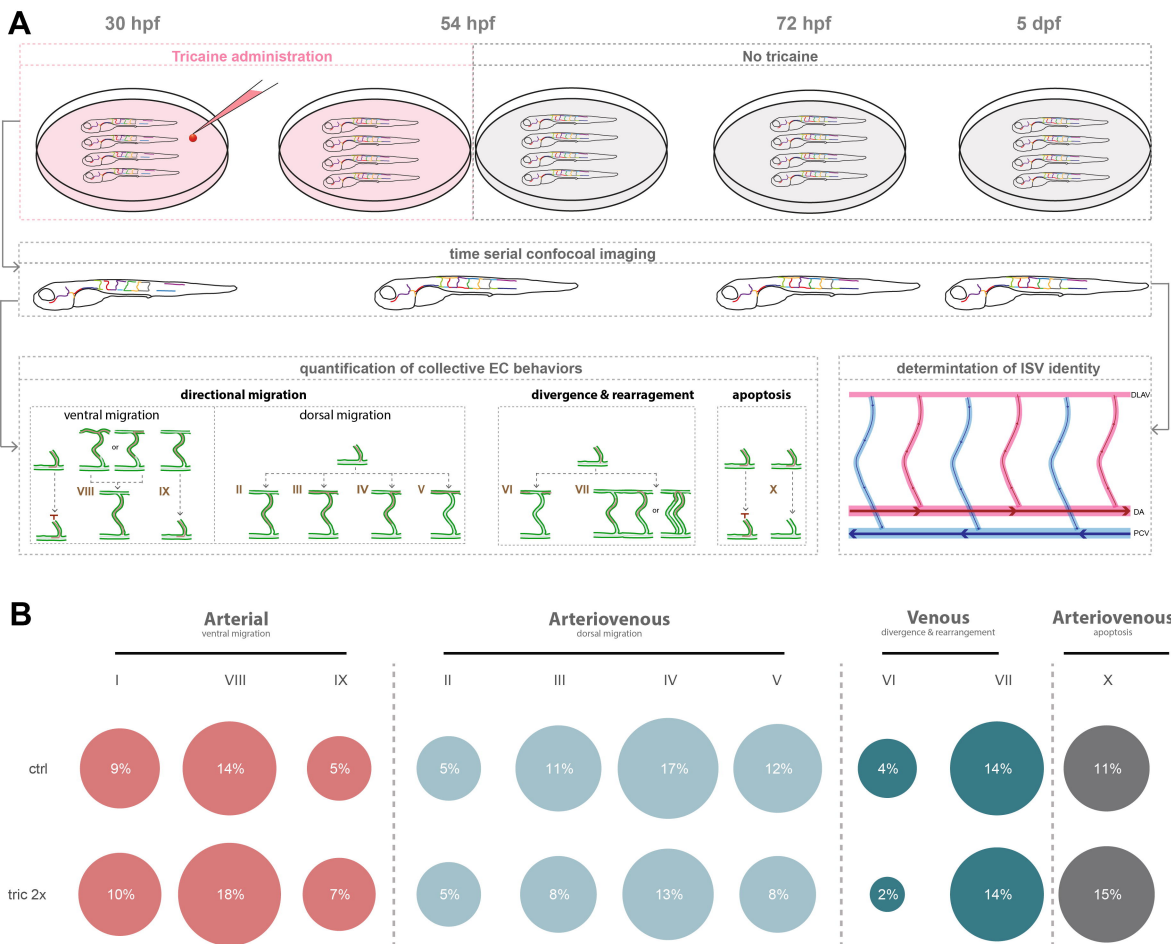 A
30 hpf 54 hpf 72 hpf 5 dpf
Tricaine administration No tricaine
time serial confocoal imaging
quantification of collective EC behaviors
determintation of ISV identity
directional migration divergence & rearragement apoptosis
ventral migration dorsal migration
or
VIII IX II III IV V VI VII or X
DLAV
DA
PCV
B
Arterial Arteriovenous Venous Arteriovenous
ventral migration dorsal migration divergence & rearrangement apoptosis
I VIII IX II III IV V VI VII X
ctrl 9% 14% 5% 5% 11% 17% 12% 4% 14% 11%
tric 2x 10% 18% 7% 5% 8% 13% 8% 2% 14% 15%